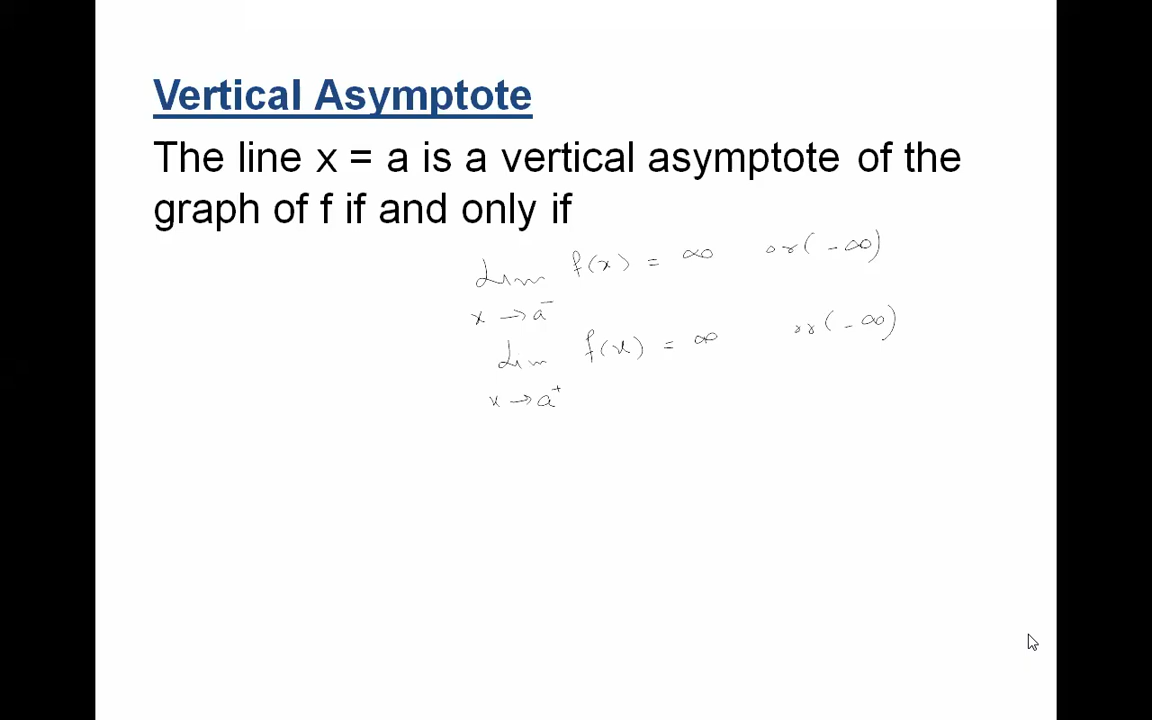 Vertical Asymptote
The line x = a is a vertical asymptote of the
graph of f if and only if
Lim f(x) = ∞ or (-∞)
x → a⁻
Lim f(x) = ∞ or (-∞)
x → a⁺